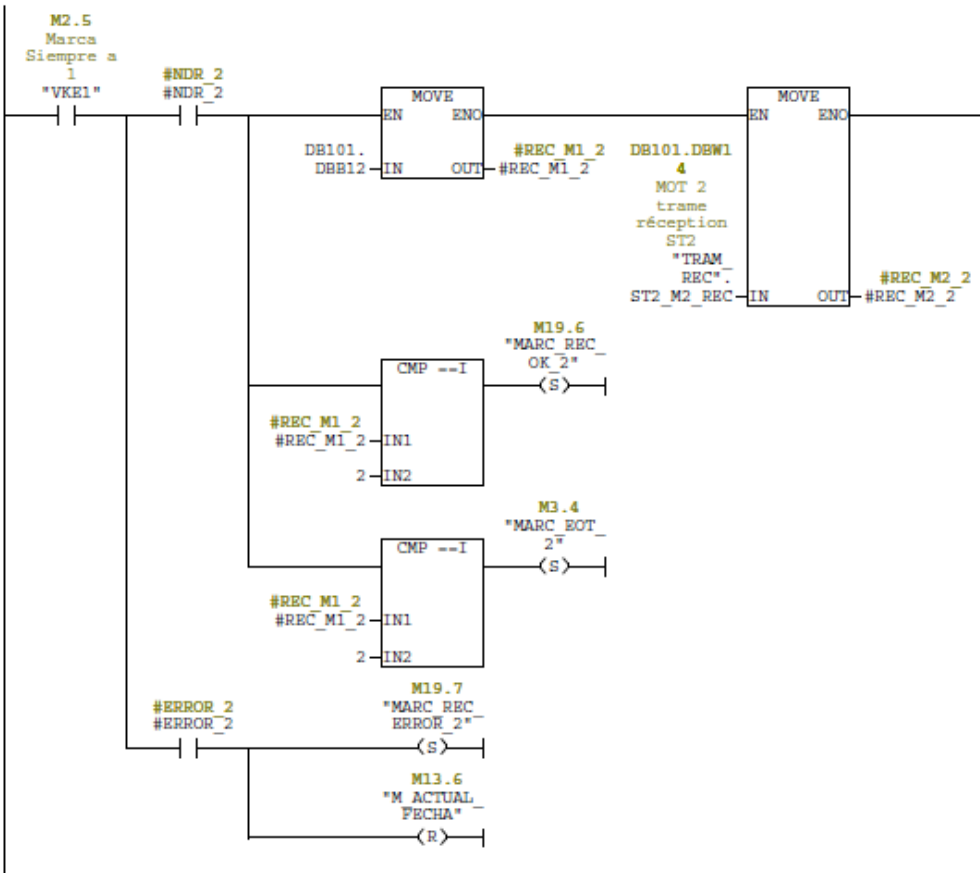 M2.5
Marca
Siempre a
1
"VKE1"
#NDR_2
#NDR_2
MOVE
EN ENO
DB101.
DBB12
IN OUT
#REC_M1_2
#REC_M1_2
MOVE
EN ENO
DB101.DBW1
4
MOT 2
trame
réception
ST2
"TRAM_
REC".
ST2_M2_REC
IN OUT
#REC_M2_2
#REC_M2_2
M19.6
"MARC_REC_
OK_2"
(S)
CMP ==I
#REC_M1_2
#REC_M1_2
IN1
2
IN2
M3.4
"MARC_EOT_
2"
(S)
CMP ==I
#REC_M1_2
#REC_M1_2
IN1
2
IN2
#ERROR_2
#ERROR_2
M19.7
"MARC_REC_
ERROR_2"
(S)
M13.6
"M_ACTUAL_
FECHA"
(R)